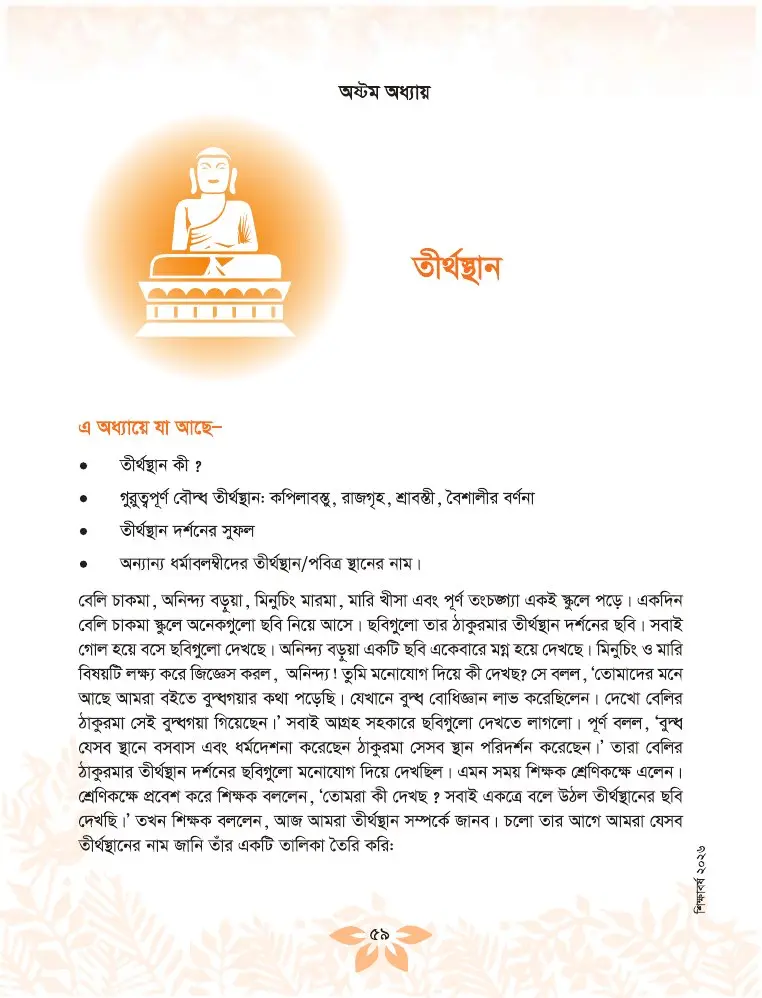 অষ্টম অধ্যায়
তীর্থস্থান
এ অধ্যায়ে যা আছে–
● তীর্থস্থান কী ?
● গুরুত্বপূর্ণ বৌদ্ধ তীর্থস্থান: কপিলাবস্তু, রাজগৃহ, শ্রাবস্তী, বৈশালীর বর্ণনা
● তীর্থস্থান দর্শনের সুফল
● অন্যান্য ধর্মাবলম্বীদের তীর্থস্থান/পবিত্র স্থানের নাম।
বেলি চাকমা, অনিন্দ্য বড়ুয়া, মিনুচিং মারমা, মারি খীসা এবং পূর্ণ তংচঙ্গ্যা একই স্কুলে পড়ে। একদিন
বেলি চাকমা স্কুলে অনেকগুলো ছবি নিয়ে আসে। ছবিগুলো তার ঠাকুরমার তীর্থস্থান দর্শনের ছবি। সবাই
গোল হয়ে বসে ছবিগুলো দেখছে। অনিন্দ্য বড়ুয়া একটি ছবি একেবারে মগ্ন হয়ে দেখছে। মিনুচিং ও মারি
বিষয়টি লক্ষ্য করে জিজ্ঞেস করল, অনিন্দ্য! তুমি মনোযোগ দিয়ে কী দেখছ? সে বলল, ‘তোমাদের মনে
আছে আমরা বইতে বুদ্ধগয়ার কথা পড়েছি। যেখানে বুদ্ধ বোধিজ্ঞান লাভ করেছিলেন। দেখো বেলির
ঠাকুরমা সেই বুদ্ধগয়া গিয়েছেন।’ সবাই আগ্রহ সহকারে ছবিগুলো দেখতে লাগলো। পূর্ণ বলল, ‘বুদ্ধ
যেসব স্থানে বসবাস এবং ধর্মদেশনা করেছেন ঠাকুরমা সেসব স্থান পরিদর্শন করেছেন।’ তারা বেলির
ঠাকুরমার তীর্থস্থান দর্শনের ছবিগুলো মনোযোগ দিয়ে দেখছিল। এমন সময় শিক্ষক শ্রেণিকক্ষে এলেন।
শ্রেণিকক্ষে প্রবেশ করে শিক্ষক বললেন, ‘তোমরা কী দেখছ ? সবাই একত্রে বলে উঠল তীর্থস্থানের ছবি
দেখছি।’ তখন শিক্ষক বললেন, আজ আমরা তীর্থস্থান সম্পর্কে জানব। চলো তার আগে আমরা যেসব
তীর্থস্থানের নাম জানি তাঁর একটি তালিকা তৈরি করি:
শিক্ষাবর্ষ ২০২৬
৫৯